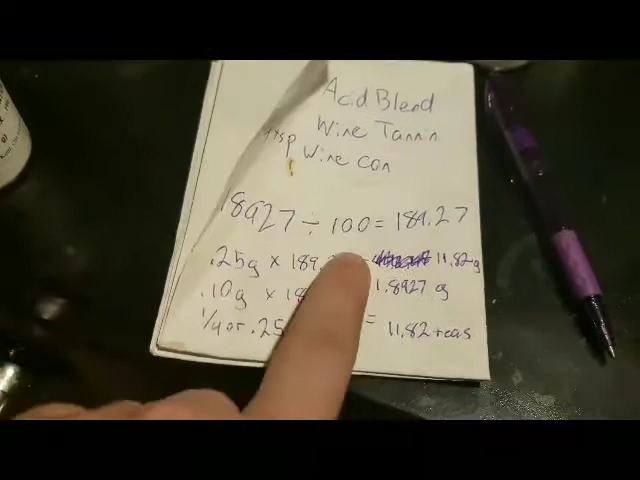 Acid Blend
Wine Tannin
1tsp Wine Con
18927 ÷ 100 = 189.27
.25g × 189. 11.82g
.10g × 18 1.8927 g
1/4 or .25 = 11.82 teas